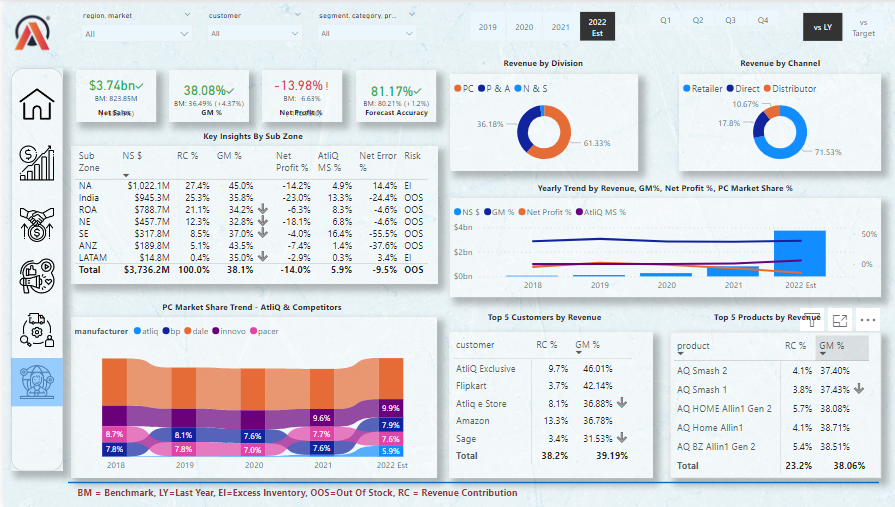 region, market
All
customer
All
segment, category, pr...
All
2019
2020
2021
2022
Est
Q1
Q2
Q3
Q4
vs LY
vs
Target
$3.74bn
BM: 823.85M
Net Sales
38.08%
BM: 36.49% (+4.37%)
GM %
-13.98% !
BM: -6.63%
Net Profit %
81.17%
BM: 80.21% (+1.2%)
Forecast Accuracy
Revenue by Division
PC P & A N & S
36.18%
61.33%
Revenue by Channel
Retailer Direct Distributor
10.67%
17.8%
71.53%
Key Insights By Sub Zone
Sub Zone NS $ RC % GM % Net Profit % AtliQ MS % Net Error % Risk
NA $1,022.1M 27.4% 45.0% -14.2% 4.9% 14.4% EI
India $945.3M 25.3% 35.8% -23.0% 13.3% -24.4% OOS
ROA $788.7M 21.1% 34.2% -6.3% 8.3% -4.6% OOS
NE $457.7M 12.3% 32.8% -18.1% 6.8% -4.6% OOS
SE $317.8M 8.5% 37.0% -4.0% 16.4% -55.5% OOS
ANZ $189.8M 5.1% 43.5% -7.4% 1.4% -37.6% OOS
LATAM $14.8M 0.4% 35.0% -2.9% 0.3% 3.4% EI
Total $3,736.2M 100.0% 38.1% -14.0% 5.9% -9.5% OOS
Yearly Trend by Revenue, GM%, Net Profit %, PC Market Share %
NS $ GM % Net Profit % AtliQ MS %
$4bn
$2bn
$0bn
50%
0%
2018 2019 2020 2021 2022 Est
PC Market Share Trend - AtliQ & Competitors
manufacturer atliq bp dale innovo pacer
8.7%
7.8%
8.1%
7.8%
7.6%
7.0%
9.6%
7.7%
7.6%
9.9%
7.9%
7.6%
5.9%
2018 2019 2020 2021 2022 Est
Top 5 Customers by Revenue
customer RC % GM %
AtliQ Exclusive 9.7% 46.01%
Flipkart 3.7% 42.14%
Atliq e Store 8.1% 36.88%
Amazon 13.3% 36.78%
Sage 3.4% 31.53%
Total 38.2% 39.19%
Top 5 Products by Revenue
product RC % GM %
AQ Smash 2 4.1% 37.40%
AQ Smash 1 3.8% 37.43%
AQ HOME Allin1 Gen 2 5.7% 38.08%
AQ Home Allin1 4.1% 38.71%
AQ BZ Allin1 Gen 2 5.4% 38.51%
Total 23.2% 38.06%
BM = Benchmark, LY=Last Year, EI=Excess Inventory, OOS=Out Of Stock, RC = Revenue Contribution